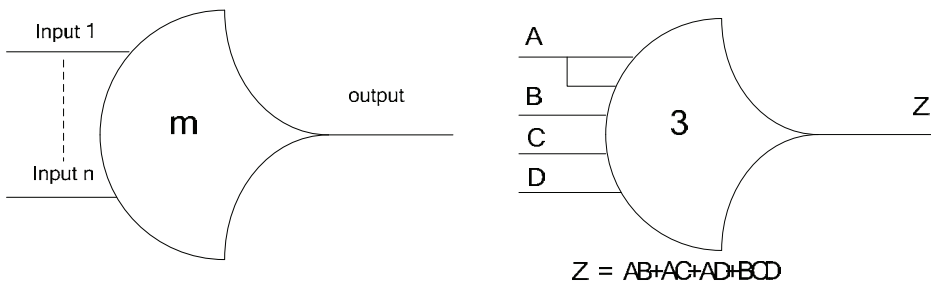 Input 1
m
output
Input n
A
B
C
D
3
Z
Z = AB+AC+AD+BCD